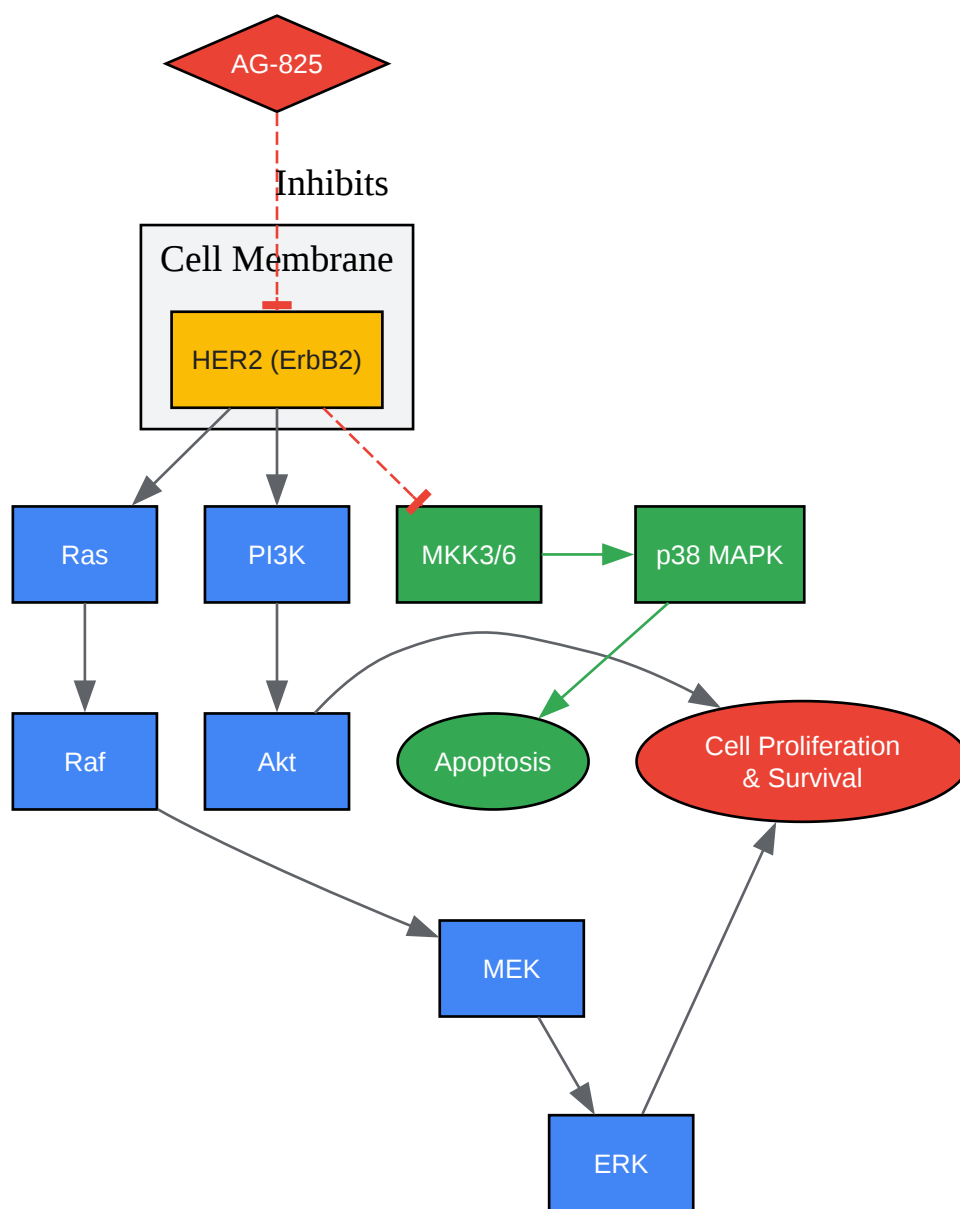 AG-825
Inhibits
Cell Membrane
HER2 (ErbB2)
Ras
PI3K
MKK3/6
p38 MAPK
Raf
Akt
Apoptosis
Cell Proliferation
& Survival
MEK
ERK